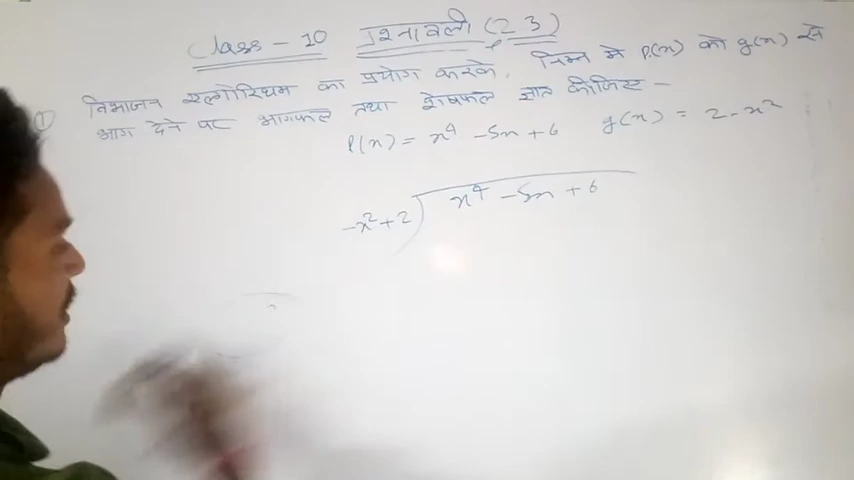 Class - 10 प्रश्नावली (2.3)
① विभाजन एल्गोरिथम का प्रयोग करके, निम्न में P(x) को g(x) से
भाग देने पर भागफल तथा शेषफल ज्ञात कीजिए -
P(x) = x⁴ - 5x + 6 g(x) = 2 - x²
-x² + 2 ) x⁴ - 5x + 6